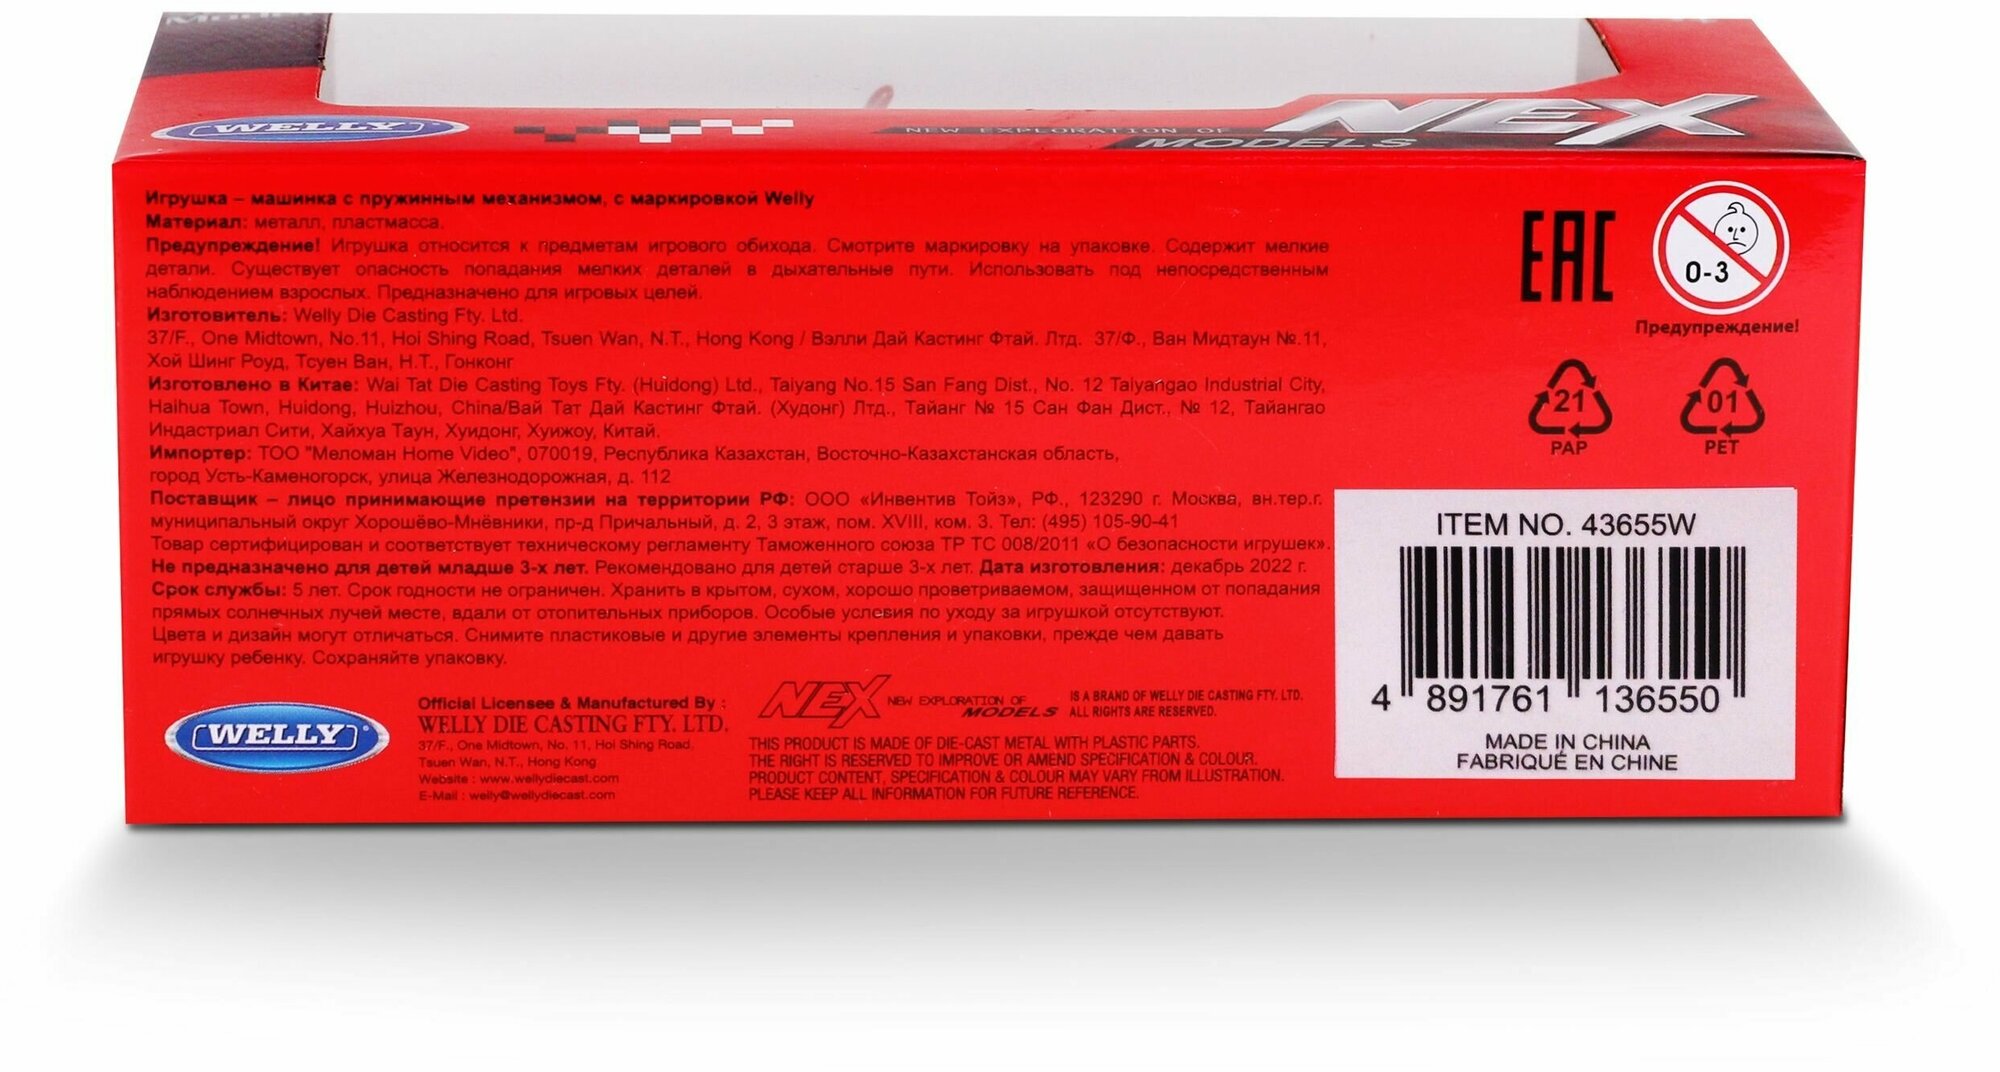 WELLY
NEW EXPLORATION OF
MODELS
NEX
Игрушка – машинка с пружинным механизмом, с маркировкой Welly
Материал: металл, пластмасса.
Предупреждение! Игрушка относится к предметам игрового обихода. Смотрите маркировку на упаковке. Содержит мелкие
детали. Существует опасность попадания мелких деталей в дыхательные пути. Использовать под непосредственным
наблюдением взрослых. Предназначено для игровых целей.
Изготовитель: Welly Die Casting Fty. Ltd.
37/F., One Midtown, No.11, Hoi Shing Road, Tsuen Wan, N.T., Hong Kong / Вэлли Дай Кастинг Фтай. Лтд. 37/Ф., Ван Мидтаун №.11,
Хой Шинг Роуд, Тсуен Ван, Н.Т., Гонконг
Изготовлено в Китае: Wai Tat Die Casting Toys Fty. (Huidong) Ltd., Taiyang No.15 San Fang Dist., No. 12 Taiyangao Industrial City,
Haihua Town, Huidong, Huizhou, China/Вай Тат Дай Кастинг Фтай. (Худонг) Лтд., Тайанг № 15 Сан Фан Дист., № 12, Тайангао
Индастриал Сити, Хайхуа Таун, Хуидонг, Хуижоу, Китай.
Импортер: ТОО "Меломан Home Video", 070019, Республика Казахстан, Восточно-Казахстанская область,
город Усть-Каменогорск, улица Железнодорожная, д. 112
Поставщик – лицо принимающие претензии на территории РФ: ООО «Инвентив Тойз», РФ., 123290 г. Москва, вн.тер.г.
муниципальный округ Хорошёво-Мнёвники, пр-д Причальный, д. 2, 3 этаж, пом. XVIII, ком. 3. Тел: (495) 105-90-41
Товар сертифицирован и соответствует техническому регламенту Таможенного союза ТР ТС 008/2011 «О безопасности игрушек».
Не предназначено для детей младше 3-х лет. Рекомендовано для детей старше 3-х лет. Дата изготовления: декабрь 2022 г.
Срок службы: 5 лет. Срок годности не ограничен. Хранить в крытом, сухом, хорошо проветриваемом, защищенном от попадания
прямых солнечных лучей месте, вдали от отопительных приборов. Особые условия по уходу за игрушкой отсутствуют.
Цвета и дизайн могут отличаться. Снимите пластиковые и другие элементы крепления и упаковки, прежде чем давать
игрушку ребенку. Сохраняйте упаковку.
EAC
0-3
Предупреждение!
21
PAP
01
PET
ITEM NO. 43655W
4 891761 136550
MADE IN CHINA
FABRIQUÉ EN CHINE
WELLY
Official Licensee & Manufactured By :
WELLY DIE CASTING FTY. LTD.
37/F., One Midtown, No. 11, Hoi Shing Road.
Tsuen Wan, N.T., Hong Kong
Website : www.wellydiecast.com
E-Mail : welly@wellydiecast.com
NEX NEW EXPLORATION OF
MODELS
IS A BRAND OF WELLY DIE CASTING FTY. LTD.
ALL RIGHTS ARE RESERVED.
THIS PRODUCT IS MADE OF DIE-CAST METAL WITH PLASTIC PARTS.
THE RIGHT IS RESERVED TO IMPROVE OR AMEND SPECIFICATION & COLOUR.
PRODUCT CONTENT, SPECIFICATION & COLOUR MAY VARY FROM ILLUSTRATION.
PLEASE KEEP ALL INFORMATION FOR FUTURE REFERENCE.